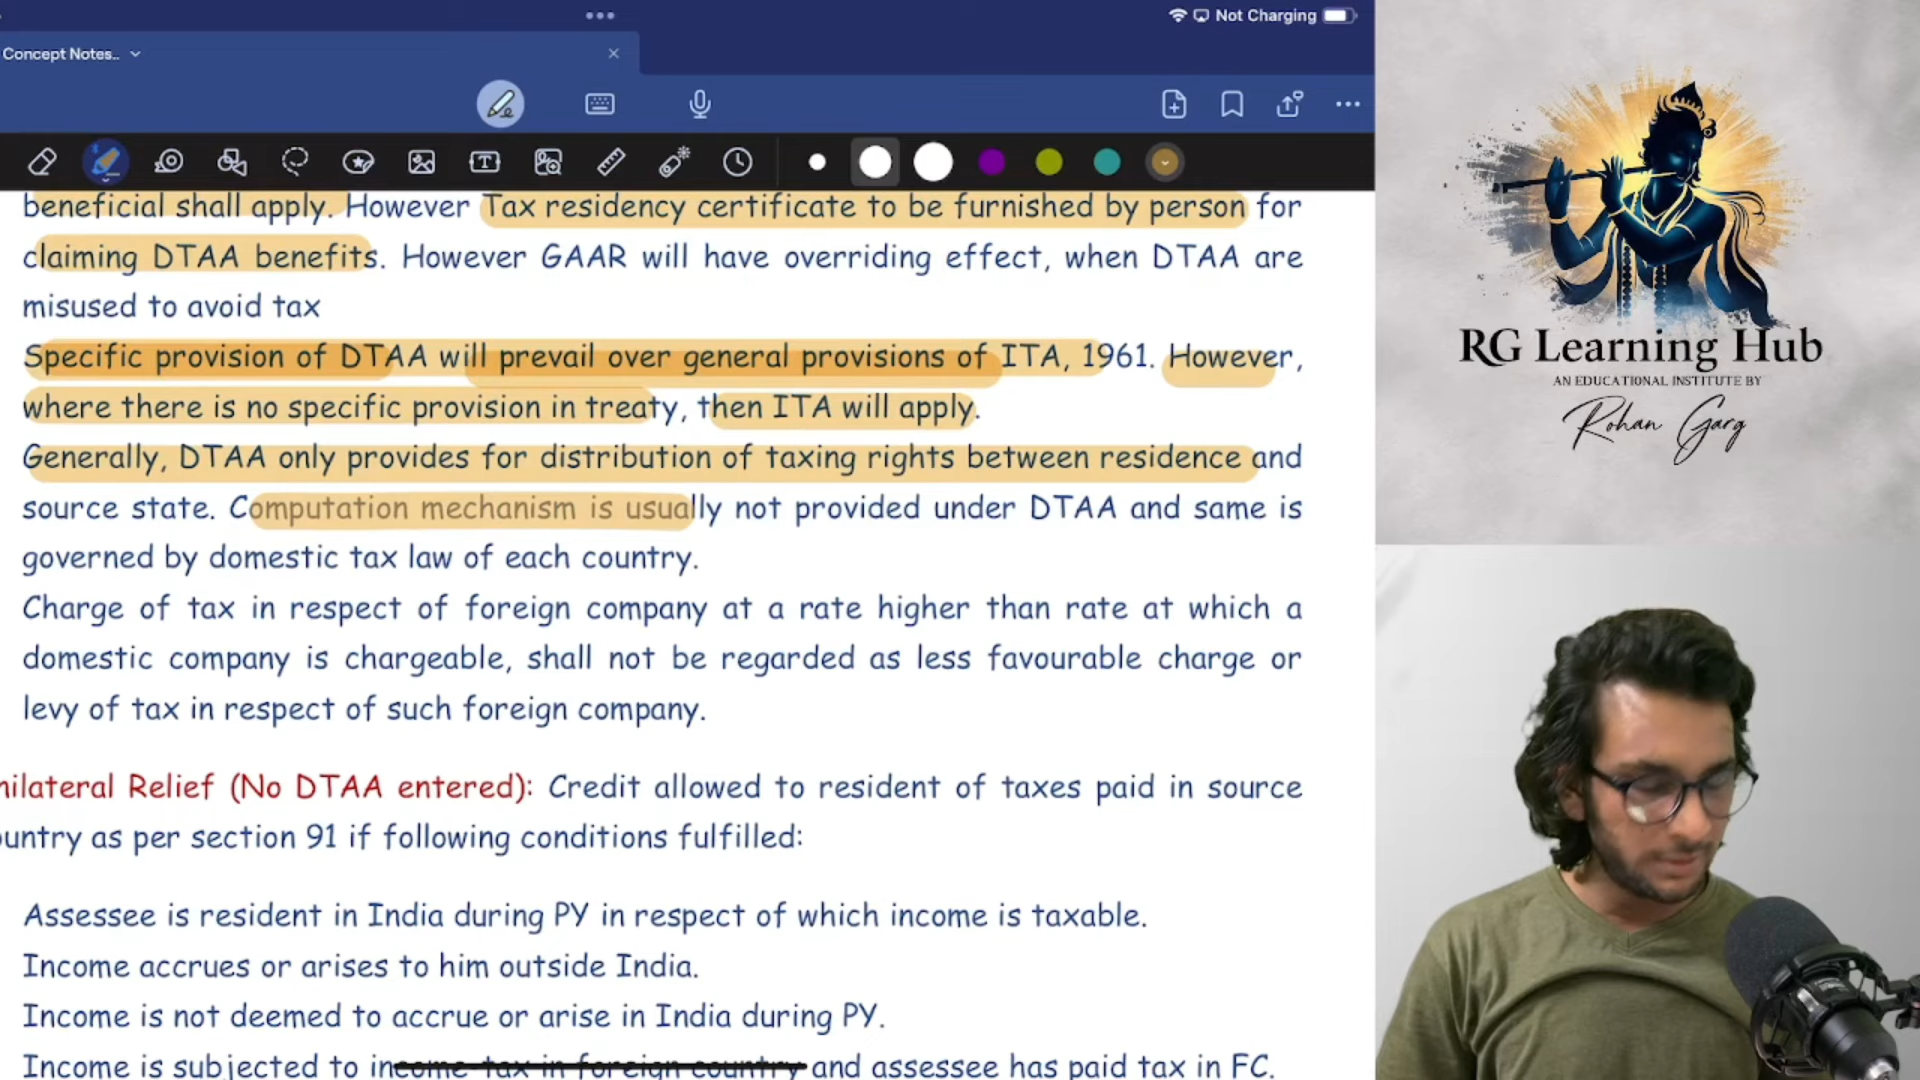 Not Charging
Concept Notes..
beneficial shall apply. However Tax residency certificate to be furnished by person for
claiming DTAA benefits. However GAAR will have overriding effect, when DTAA are
misused to avoid tax
Specific provision of DTAA will prevail over general provisions of ITA, 1961. However,
where there is no specific provision in treaty, then ITA will apply.
Generally, DTAA only provides for distribution of taxing rights between residence and
source state. Computation mechanism is usually not provided under DTAA and same is
governed by domestic tax law of each country.
Charge of tax in respect of foreign company at a rate higher than rate at which a
domestic company is chargeable, shall not be regarded as less favourable charge or
levy of tax in respect of such foreign company.
nilateral Relief (No DTAA entered): Credit allowed to resident of taxes paid in source
ountry as per section 91 if following conditions fulfilled:
Assessee is resident in India during PY in respect of which income is taxable.
Income accrues or arises to him outside India.
Income is not deemed to accrue or arise in India during PY.
Income is subjected to income tax in foreign country and assessee has paid tax in FC.
RG Learning Hub
AN EDUCATIONAL INSTITUTE BY
Rohan Garg